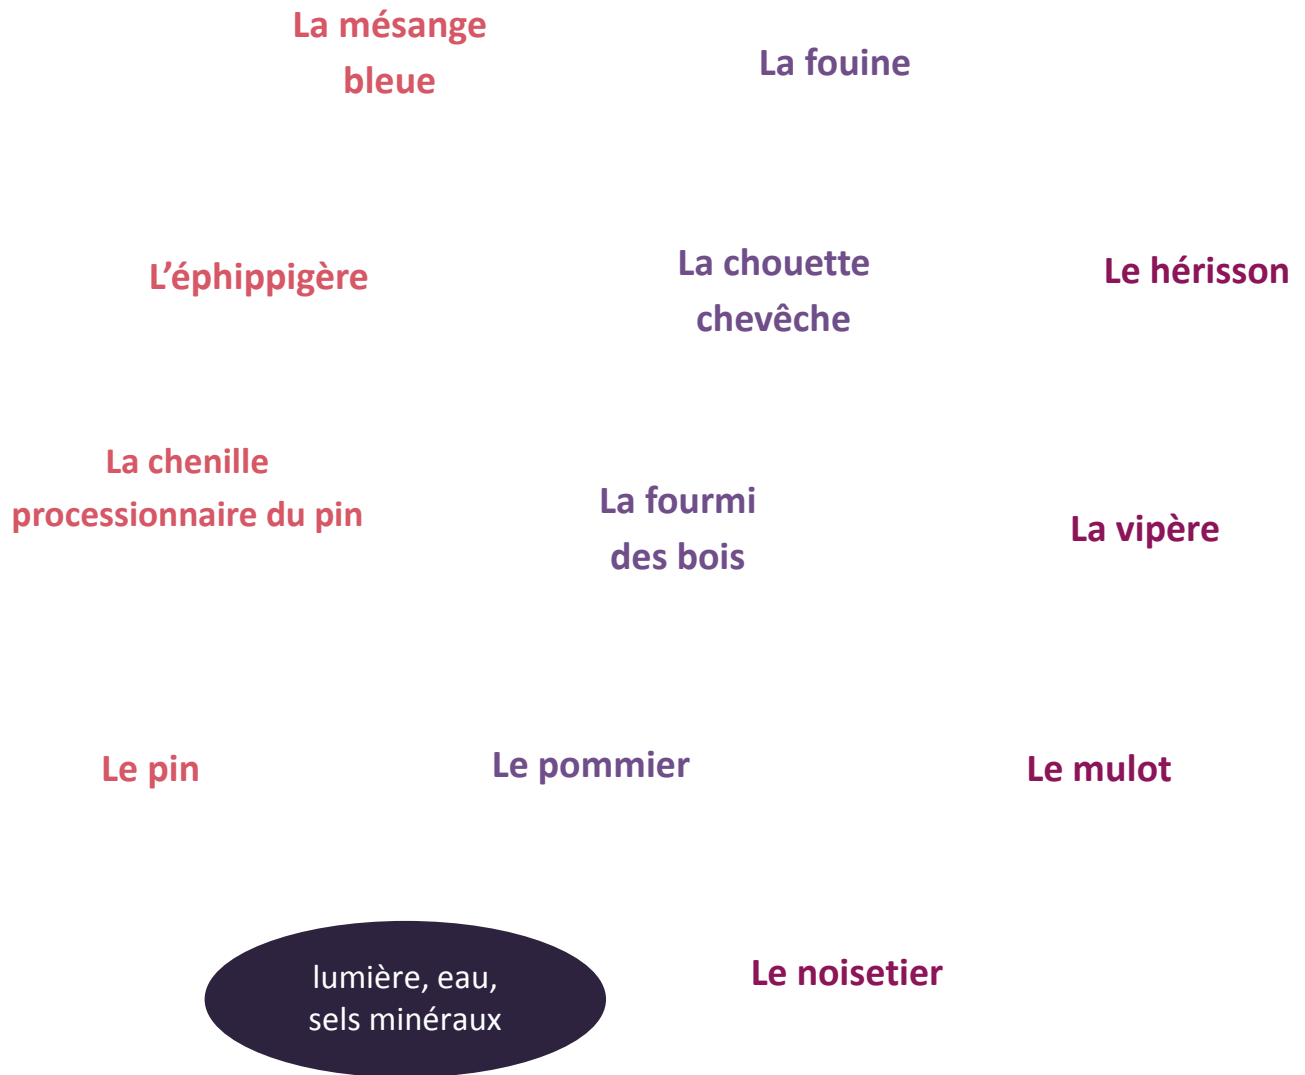 La mésange
bleue
La fouine
L'éphippigère
La chouette
chevêche
Le hérisson
La chenille
processionnaire du pin
La fourmi
des bois
La vipère
Le pin
Le pommier
Le mulot
lumière, eau,
sels minéraux
Le noisetier